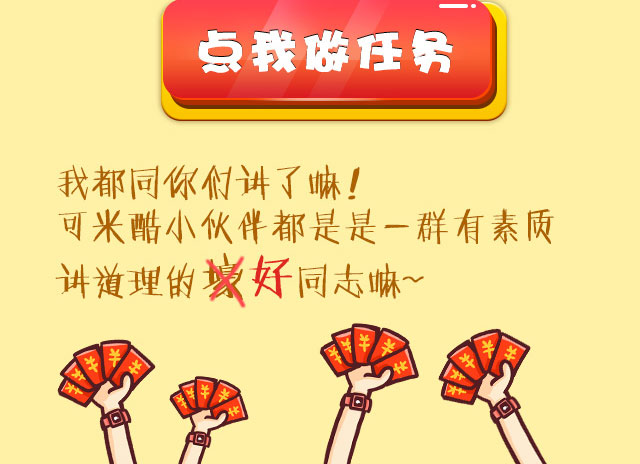 点我做任务
我都同你们讲了嘛！
可米酷小伙伴都是是一群有素质
讲道理的壕好同志嘛~